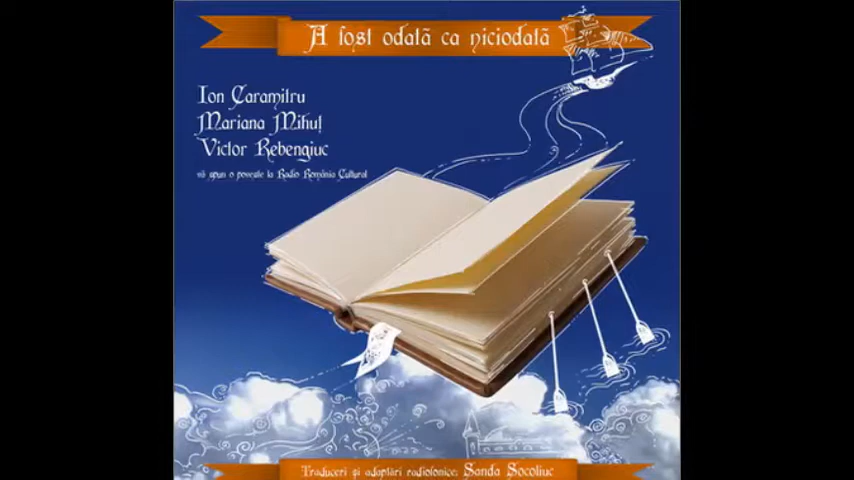 A fost odată ca niciodată
Ion Caramitru
Mariana Mihuț
Victor Rebengiuc
vă spun o poveste la Radio România Cultural
Traduceri și adaptări radiofonice: Sanda Socoliuc